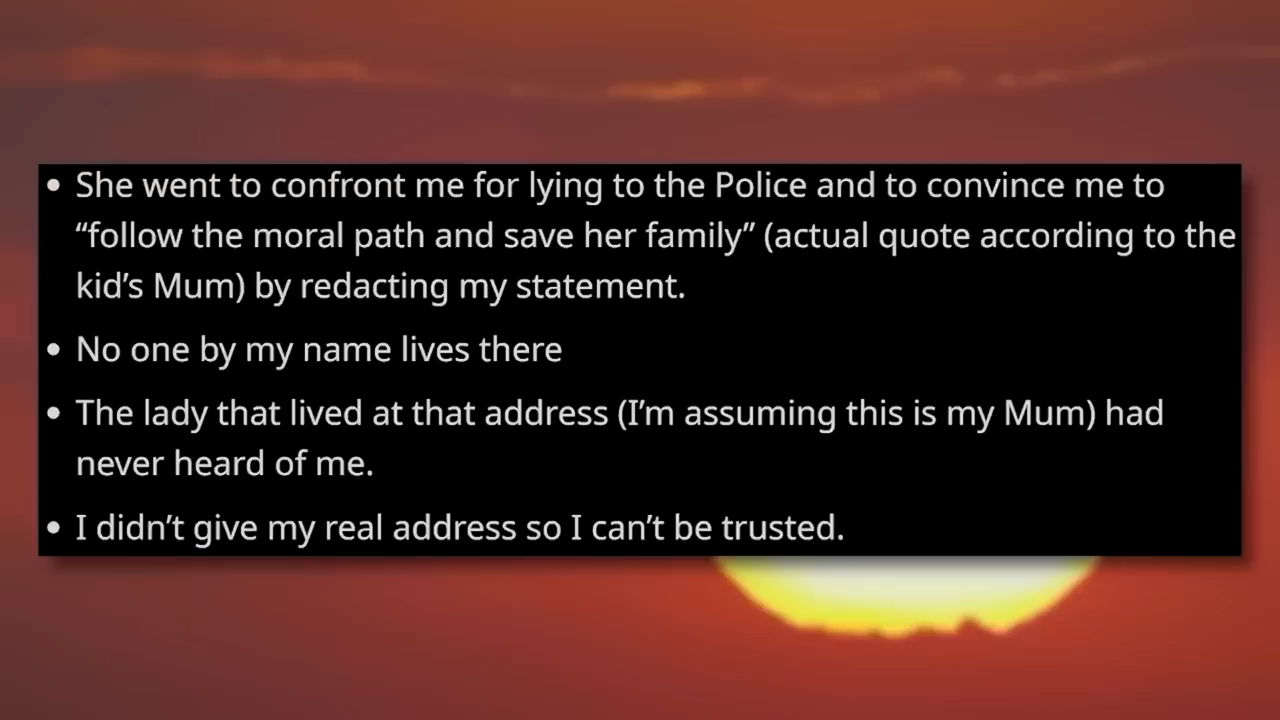 • She went to confront me for lying to the Police and to convince me to
“follow the moral path and save her family” (actual quote according to the
kid’s Mum) by redacting my statement.
• No one by my name lives there
• The lady that lived at that address (I’m assuming this is my Mum) had
never heard of me.
• I didn’t give my real address so I can’t be trusted.